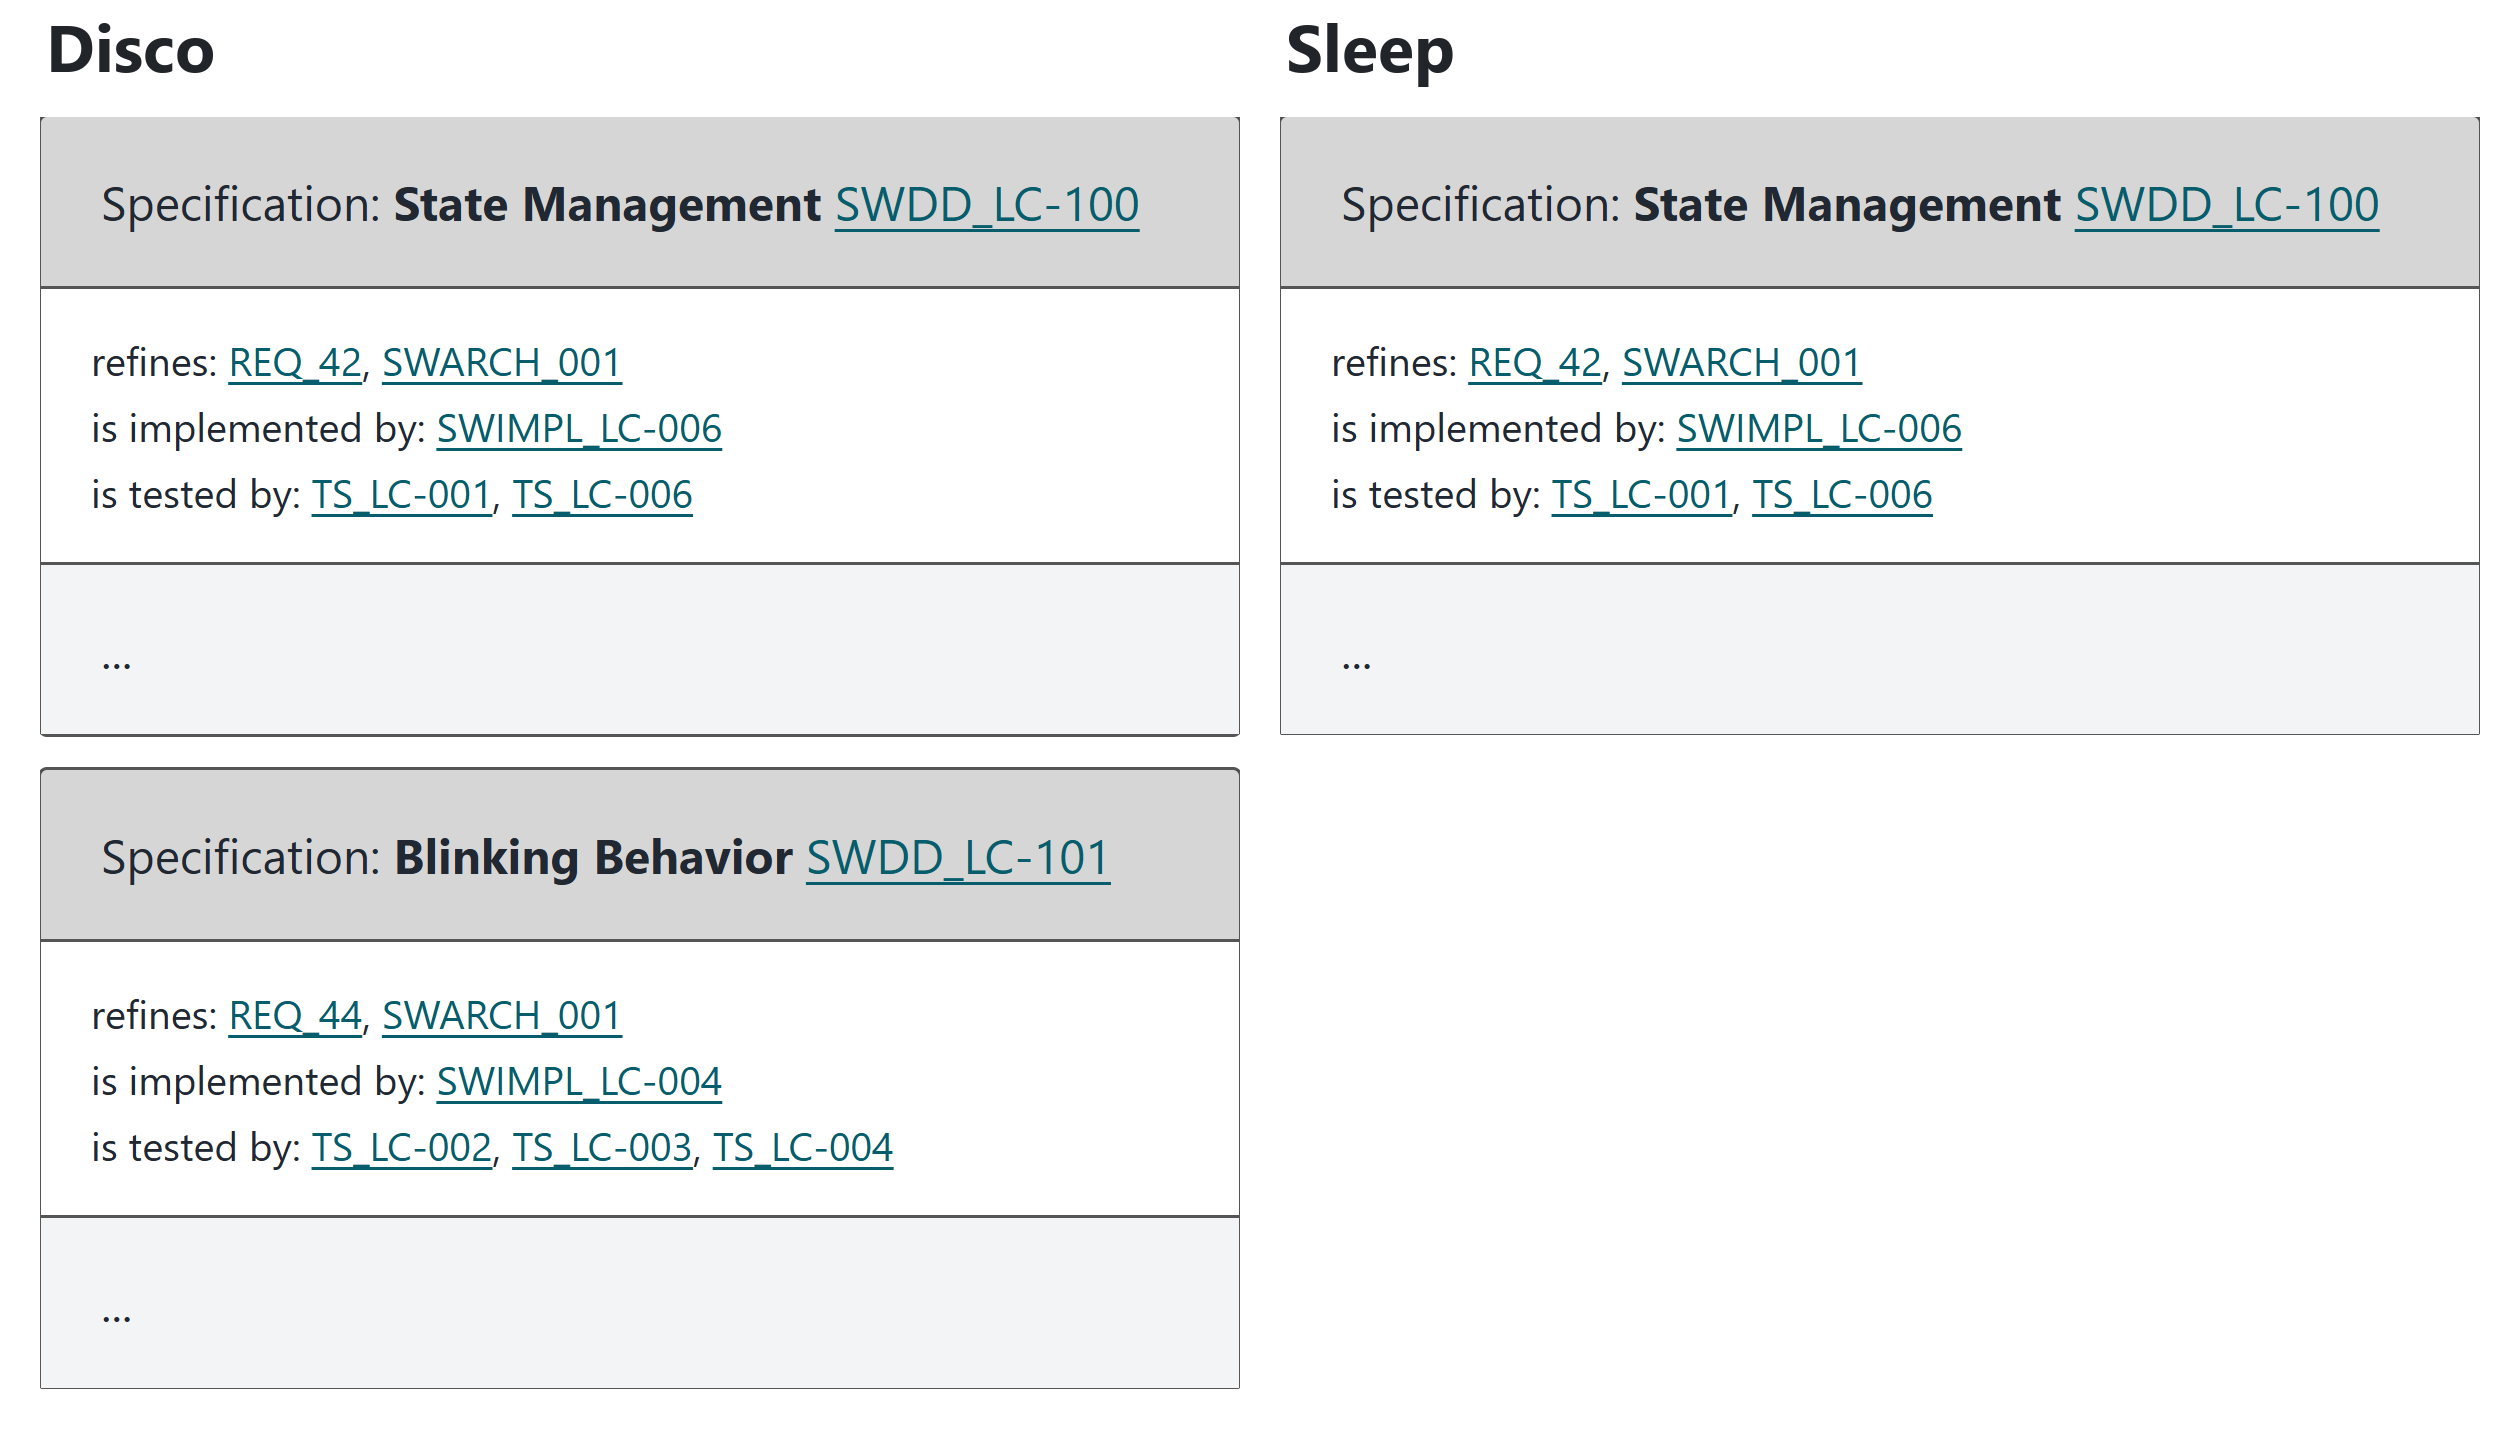 Disco
Specification: State Management SWDD_LC-100
refines: REQ_42, SWARCH_001
is implemented by: SWIMPL_LC-006
is tested by: TS_LC-001, TS_LC-006
...
Specification: Blinking Behavior SWDD_LC-101
refines: REQ_44, SWARCH_001
is implemented by: SWIMPL_LC-004
is tested by: TS_LC-002, TS_LC-003, TS_LC-004
...
Sleep
Specification: State Management SWDD_LC-100
refines: REQ_42, SWARCH_001
is implemented by: SWIMPL_LC-006
is tested by: TS_LC-001, TS_LC-006
...